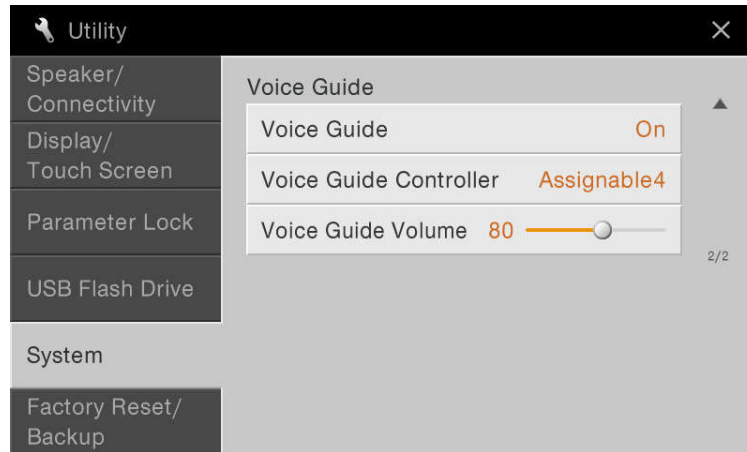 Utility
Speaker/
Connectivity
Display/
Touch Screen
Parameter Lock
USB Flash Drive
System
Factory Reset/
Backup
Voice Guide
Voice Guide On
Voice Guide Controller Assignable4
Voice Guide Volume 80
2/2